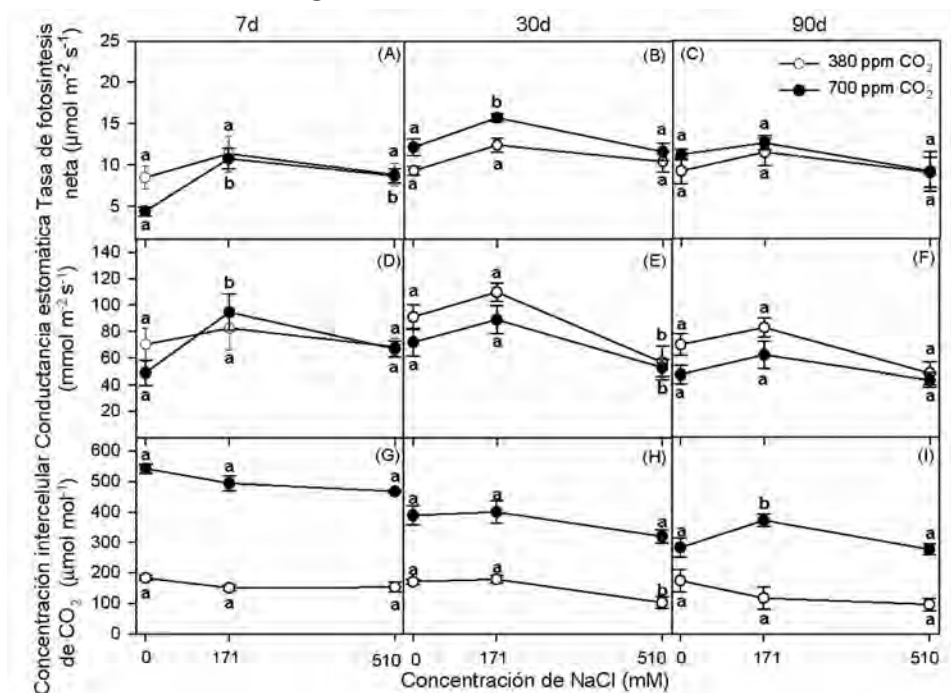 7d
30d
90d
Tasa de fotosíntesis
neta (µmol m-2 s-1)
25
20
15
10
5
(A)
a
a
a
a
b
b
(B)
a
b
a
a
a
a
(C)
380 ppm CO2
700 ppm CO2
a
a
a
a
a
a
Conductancia estomática
(mmol m-2 s-1)
140
120
100
80
60
40
20
(D)
a
b
a
a
a
a
(E)
a
a
b
a
a
b
(F)
a
a
a
a
a
a
Concentración intercelular
de CO2 (µmol mol-1)
600
500
400
300
200
100
0
(G)
a
a
a
a
a
a
(H)
a
a
a
a
a
b
(I)
a
b
a
a
a
a
0
171
510
0
171
510
0
171
510
Concentración de NaCl (mM)